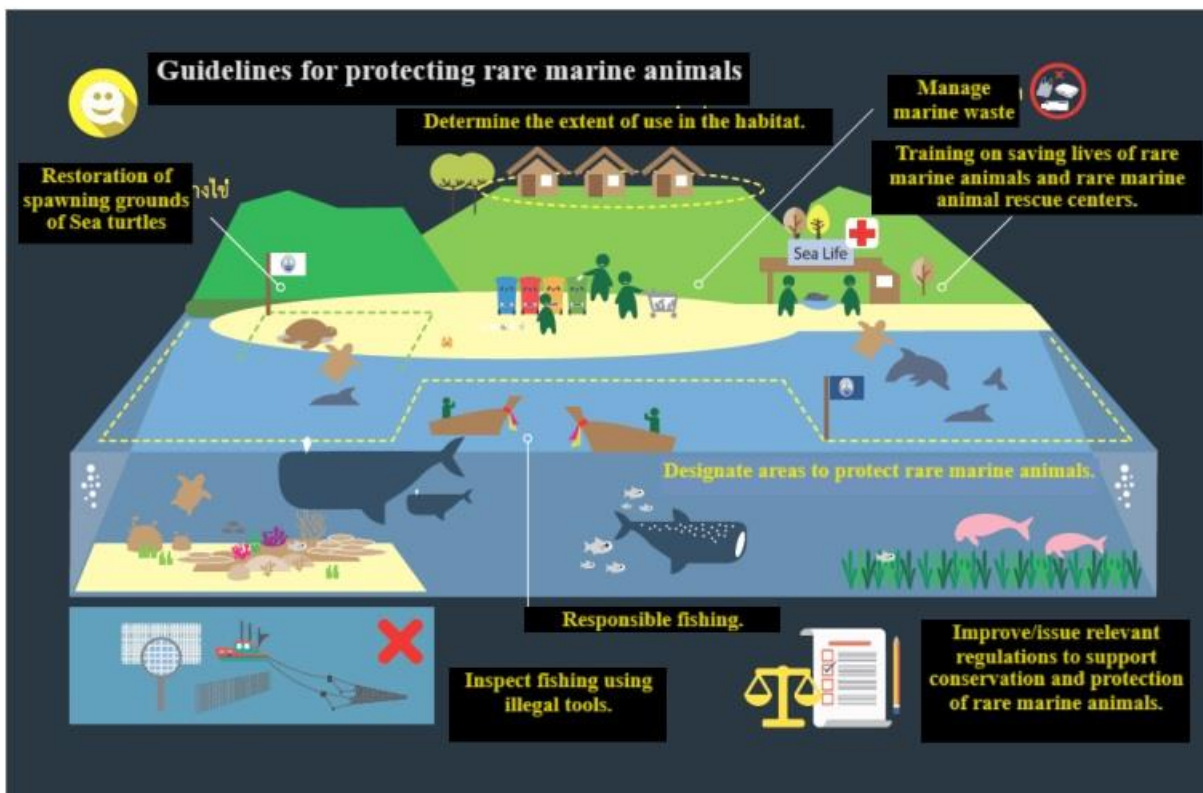 Guidelines for protecting rare marine animals
Determine the extent of use in the habitat.
Manage
marine waste
Training on saving lives of rare
marine animals and rare marine
animal rescue centers.
Restoration of
spawning grounds
of Sea turtles
างไข่
Sea Life
Designate areas to protect rare marine animals.
Responsible fishing.
Inspect fishing using
illegal tools.
Improve/issue relevant
regulations to support
conservation and protection
of rare marine animals.